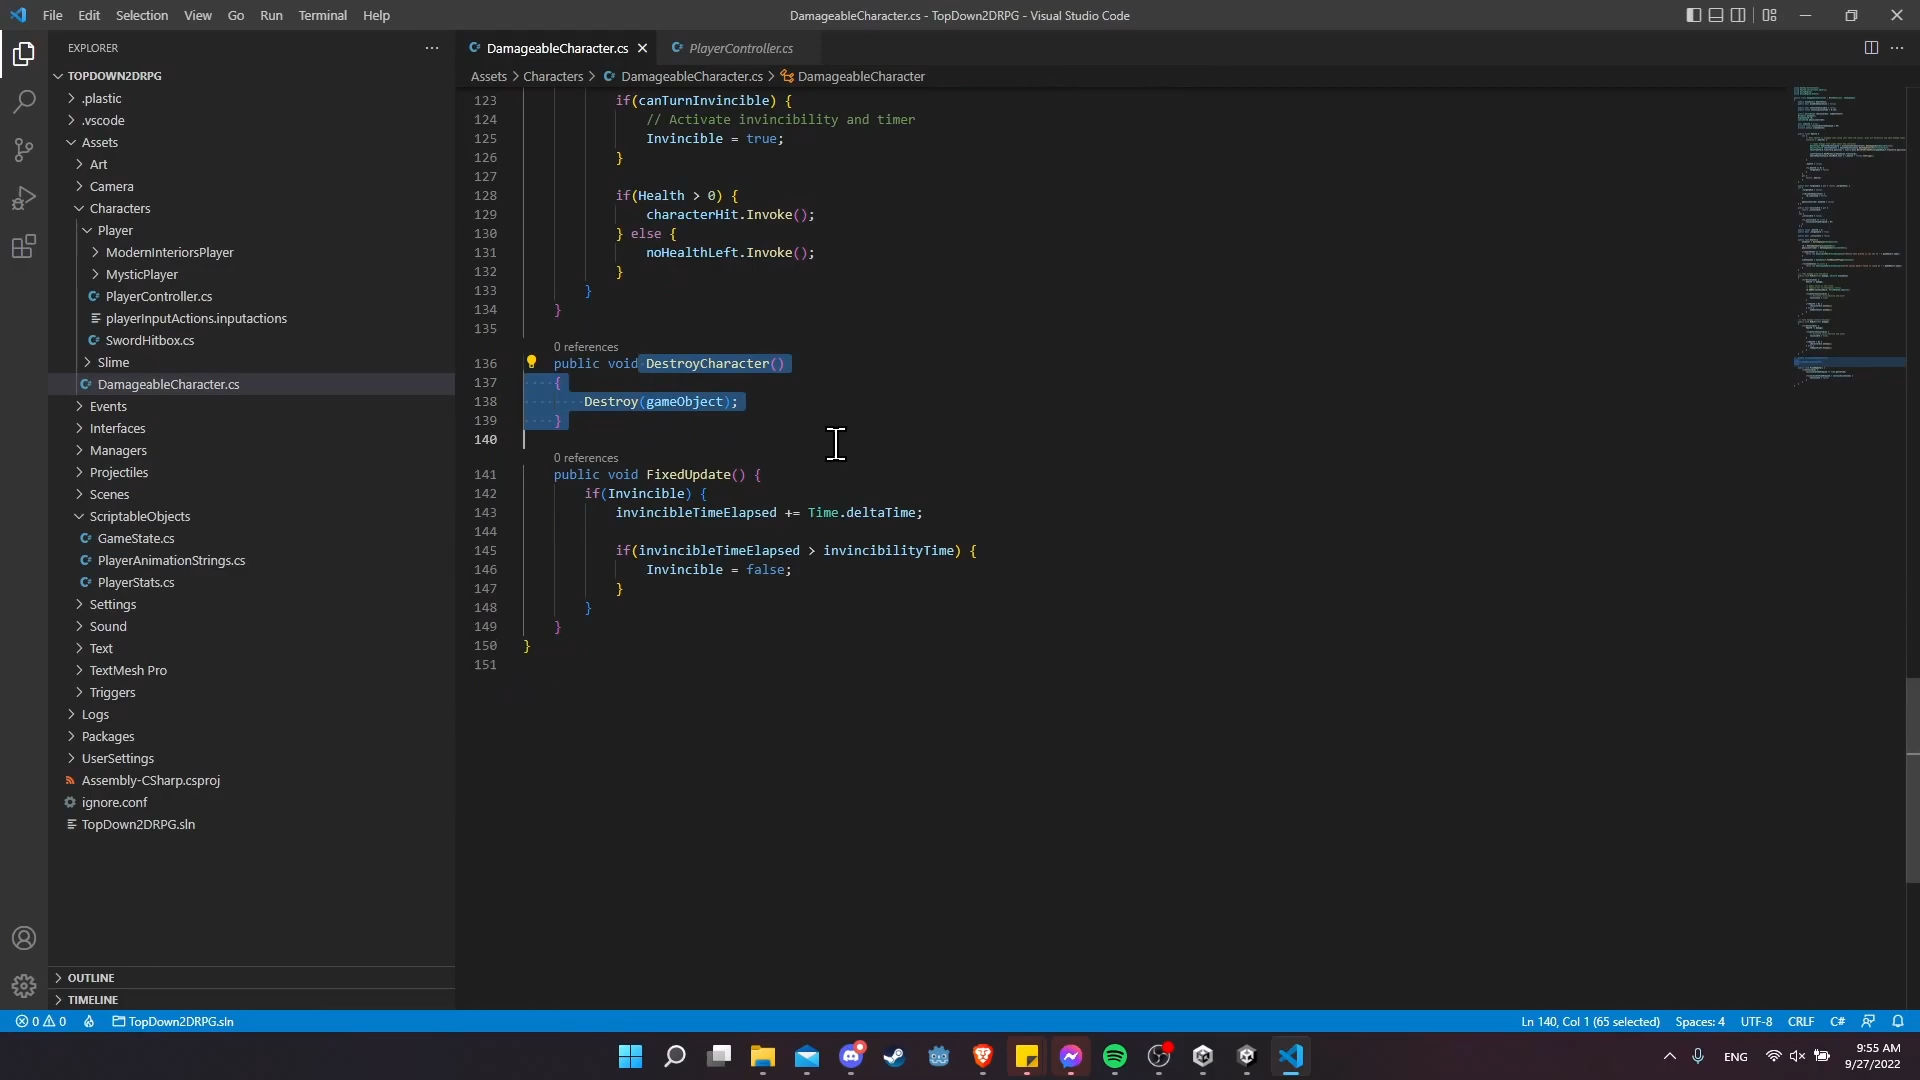 File Edit Selection View Go Run Terminal Help
DamageableCharacter.cs - TopDown2DRPG - Visual Studio Code
EXPLORER
TOPDOWN2DRPG
.plastic
.vscode
Assets
Art
Camera
Characters
Player
ModernInteriorsPlayer
MysticPlayer
PlayerController.cs
playerInputActions.inputactions
SwordHitbox.cs
Slime
DamageableCharacter.cs
Events
Interfaces
Managers
Projectiles
Scenes
ScriptableObjects
GameState.cs
PlayerAnimationStrings.cs
PlayerStats.cs
Settings
Sound
Text
TextMesh Pro
Triggers
Logs
Packages
UserSettings
Assembly-CSharp.csproj
ignore.conf
TopDown2DRPG.sln
OUTLINE
TIMELINE
DamageableCharacter.cs PlayerController.cs
Assets > Characters > DamageableCharacter.cs > DamageableCharacter
123 if(canTurnInvincible) {
124 // Activate invincibility and timer
125 Invincible = true;
126 }
127
128 if(Health > 0) {
129 characterHit.Invoke();
130 } else {
131 noHealthLeft.Invoke();
132 }
133 }
134 }
135
0 references
136 public void DestroyCharacter()
137 {
138 Destroy(gameObject);
139 }
140
0 references
141 public void FixedUpdate() {
142 if(Invincible) {
143 invincibleTimeElapsed += Time.deltaTime;
144
145 if(invincibleTimeElapsed > invincibilityTime) {
146 Invincible = false;
147 }
148 }
149 }
150 }
151
0 0 TopDown2DRPG.sln Ln 140, Col 1 (65 selected) Spaces: 4 UTF-8 CRLF C#
ENG 9:55 AM
9/27/2022